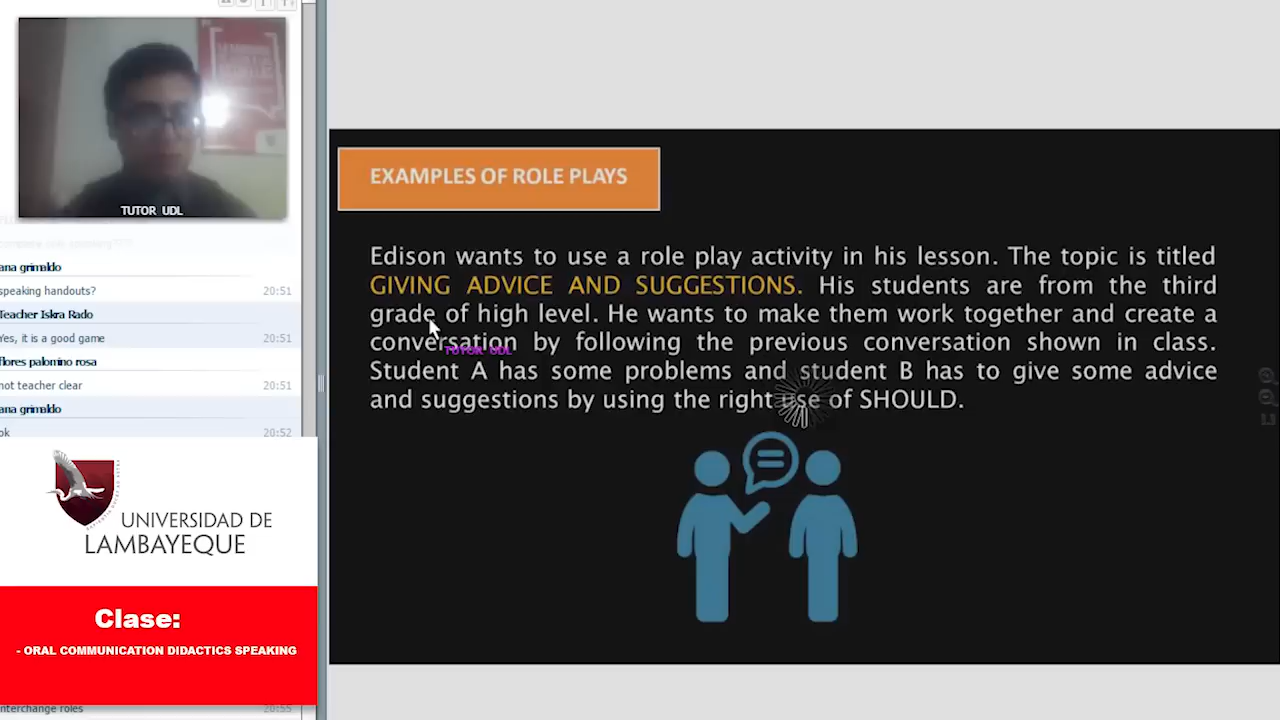 TUTOR UDL
ana grimaldo
speaking handouts? 20:51
Teacher Iskra Rado
Yes, it is a good game 20:51
flores palomino rosa
not teacher clear 20:51
ana grimaldo
ok 20:52
UNIVERSIDAD DE
LAMBAYEQUE
Clase:
- ORAL COMMUNICATION DIDACTICS SPEAKING
interchange roles 20:55
EXAMPLES OF ROLE PLAYS
Edison wants to use a role play activity in his lesson. The topic is titled
GIVING ADVICE AND SUGGESTIONS. His students are from the third
grade of high level. He wants to make them work together and create a
conversation by following the previous conversation shown in class.
TUTOR UDL
Student A has some problems and student B has to give some advice
and suggestions by using the right use of SHOULD.